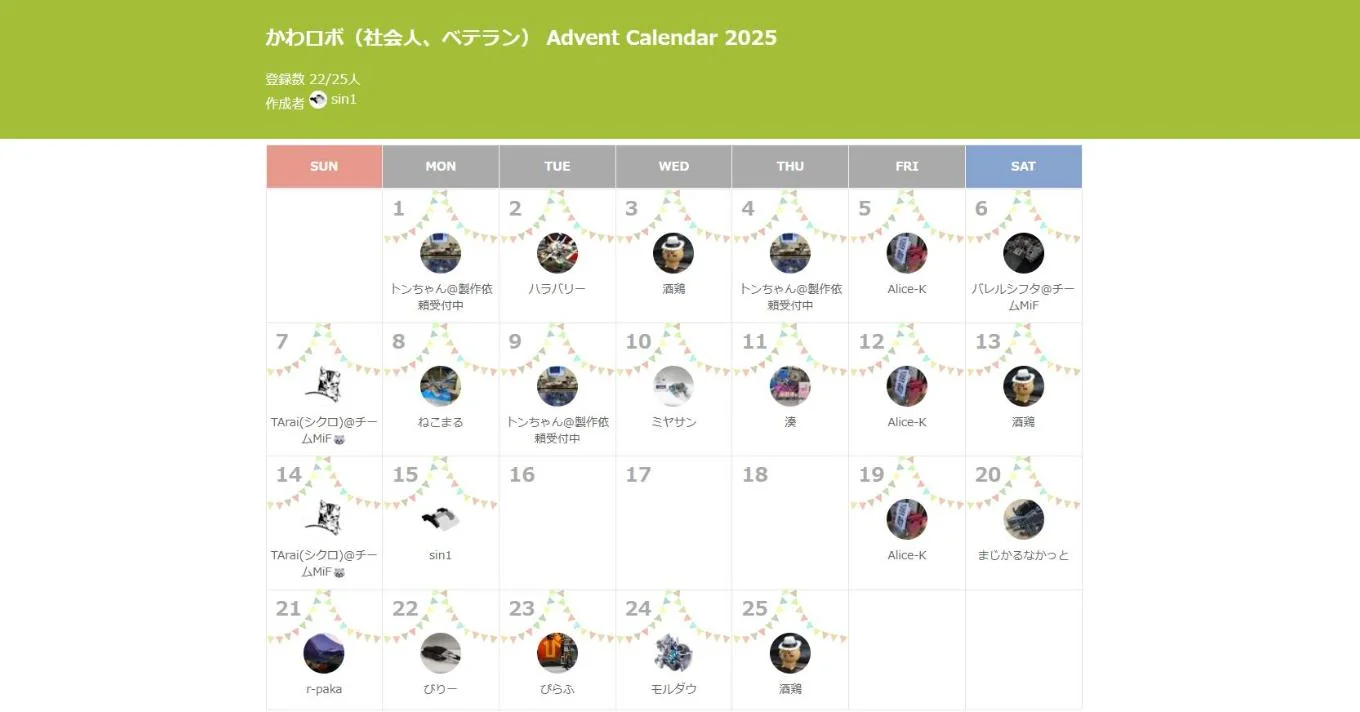 かわロボ（社会人、ベテラン） Advent Calendar 2025
登録数 22/25人
作成者 sin1
SUN MON TUE WED THU FRI SAT
1 2 3 4 5 6
トンちゃん@製作依 ハラバリー 酒鶏 トンちゃん@製作依 Alice-K バレルシフタ@チー
頼受付中 頼受付中 ムMiF
7 8 9 10 11 12 13
TArai(シクロ)@チー ねこまる トンちゃん@製作依 ミヤサン 湊 Alice-K 酒鶏
ムMiF🐱 頼受付中
14 15 16 17 18 19 20
TArai(シクロ)@チー sin1 Alice-K まじかるなかっと
ムMiF🐱
21 22 23 24 25
r-paka びりー ぴらふ モルダウ 酒鶏